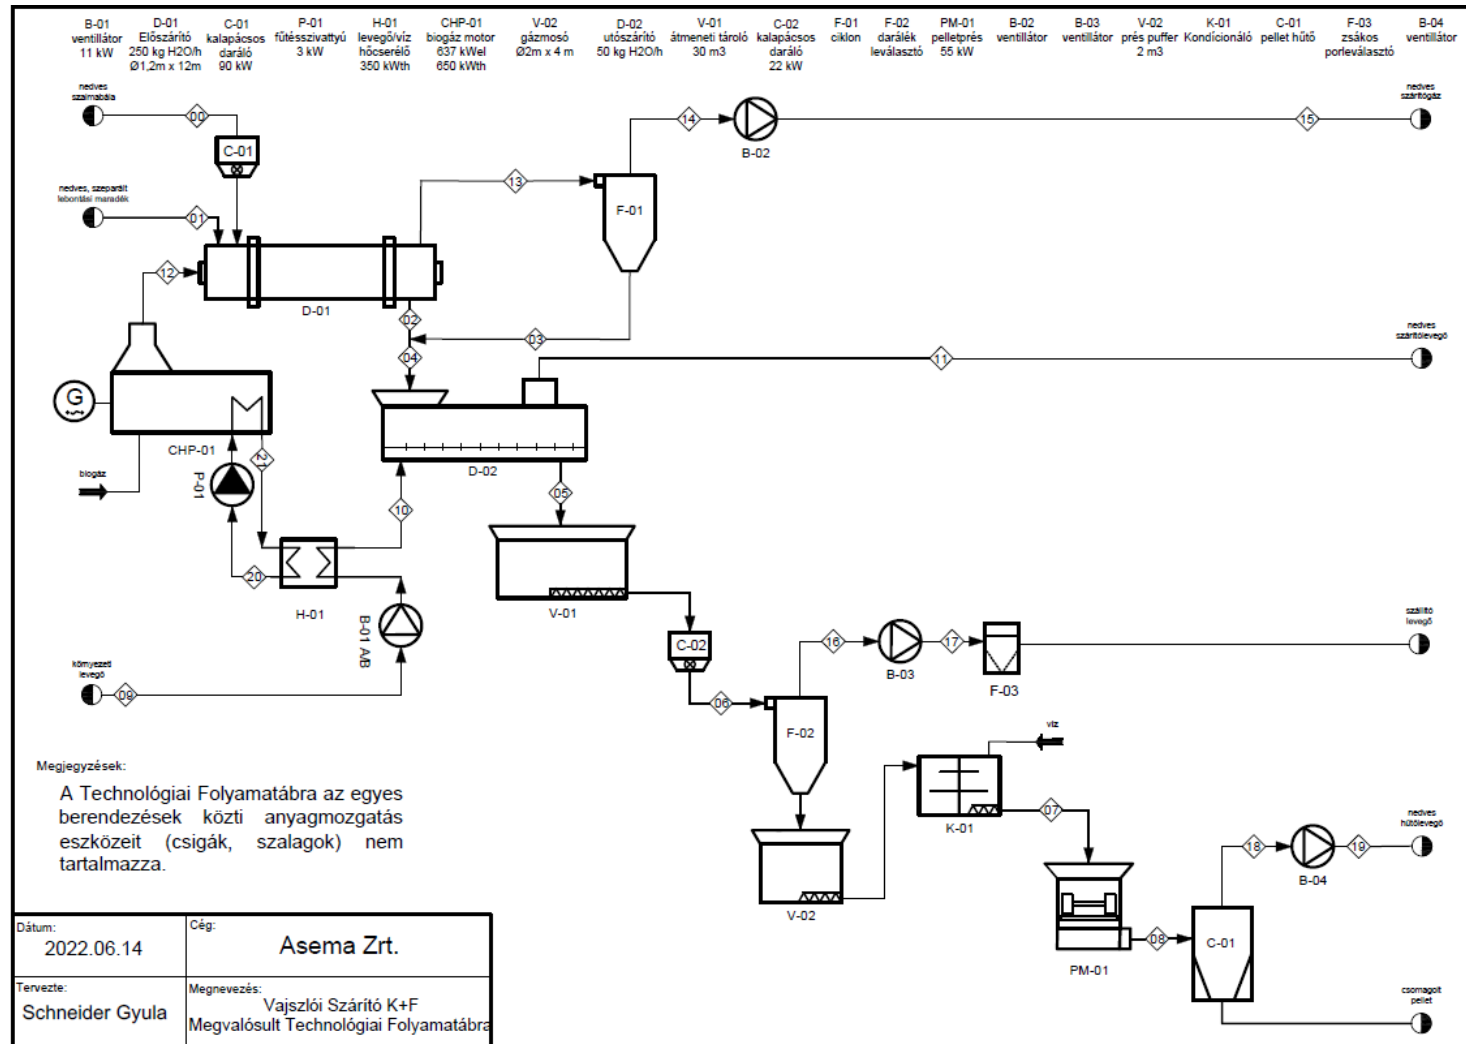 B-01
ventillátor
11 kW
D-01
Előszárító
250 kg H2O/h
Ø1,2m x 12m
C-01
kalapácsos
daráló
90 kW
P-01
fűtésszivattyú
3 kW
H-01
levegő/víz
hőcserélő
350 kWth
CHP-01
biogáz motor
637 kWel
650 kWth
V-02
gázmosó
Ø2m x 4 m
D-02
utószárító
50 kg H2O/h
V-01
átmeneti tároló
30 m3
C-02
kalapácsos
daráló
22 kW
F-01
ciklon
F-02
darálék
leválasztó
PM-01
pelletprés
55 kW
B-02
ventillátor
B-03
ventillátor
V-02
prés puffer
2 m3
K-01
Kondícionáló
C-01
pellet hűtő
F-03
zsákos
porleválasztó
B-04
ventillátor
nedves
szalmabála
00
C-01
14
B-02
15
nedves
szárítógáz
nedves, szeparált
lebontási maradék
01
13
F-01
12
D-01
02
03
04
11
nedves
szárítólevegő
G
CHP-01
D-02
biogáz
P-01
21
10
05
20
H-01
V-01
B-01 A/B
C-02
16
B-03
17
F-03
szállító
levegő
környezeti
levegő
09
06
F-02
víz
K-01
07
V-02
PM-01
08
C-01
18
B-04
19
nedves
hűtőlevegő
csomagolt
pellet
Megjegyzések:
A Technológiai Folyamatábra az egyes
berendezések közti anyagmozgatás
eszközeit (csigák, szalagok) nem
tartalmazza.
Dátum:
2022.06.14
Cég:
Asema Zrt.
Tervezte:
Schneider Gyula
Megnevezés:
Vajszlói Szárító K+F
Megvalósult Technológiai Folyamatábra